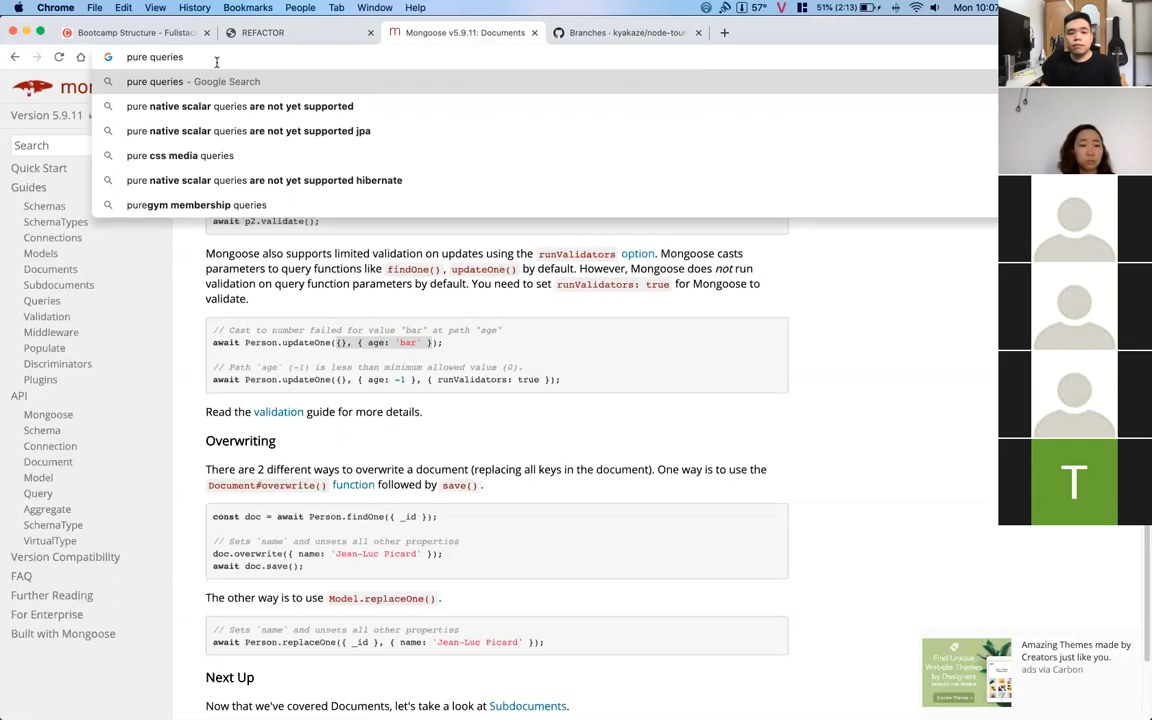 Chrome File Edit View History Bookmarks People Tab Window Help 57° 51% (2:13) Mon 10:07
Bootcamp Structure - Fullsta
REFACTOR
Mongoose v5.9.11: Documents
Branches · kyakaze/node-tour
pure queries
pure queries – Google Search
pure native scalar queries are not yet supported
pure native scalar queries are not yet supported jpa
pure css media queries
pure native scalar queries are not yet supported hibernate
puregym membership queries
Version 5.9.11
Search
Quick Start
Guides
Schemas
SchemaTypes
Connections
Models
Documents
Subdocuments
Queries
Validation
Middleware
Populate
Discriminators
Plugins
API
Mongoose
Schema
Connection
Document
Model
Query
Aggregate
SchemaType
VirtualType
Version Compatibility
FAQ
Further Reading
For Enterprise
Built with Mongoose
await p2.validate();
Mongoose also supports limited validation on updates using the runValidators option. Mongoose casts
parameters to query functions like findOne(), updateOne() by default. However, Mongoose does not run
validation on query function parameters by default. You need to set runValidators: true for Mongoose to
validate.
// Cast to number failed for value "bar" at path "age"
await Person.updateOne({}, { age: 'bar' });
// Path `age` (-1) is less than minimum allowed value (0).
await Person.updateOne({}, { age: -1 }, { runValidators: true });
Read the validation guide for more details.
Overwriting
There are 2 different ways to overwrite a document (replacing all keys in the document). One way is to use the
Document#overwrite() function followed by save().
const doc = await Person.findOne({ _id });
// Sets `name` and unsets all other properties
doc.overwrite({ name: 'Jean-Luc Picard' });
await doc.save();
The other way is to use Model.replaceOne().
// Sets `name` and unsets all other properties
await Person.replaceOne({ _id }, { name: 'Jean-Luc Picard' });
Next Up
Now that we've covered Documents, let's take a look at Subdocuments.
T
Find Unique
Website Themes
by Designers
Amazing Themes made by
Creators just like you.
ads via Carbon